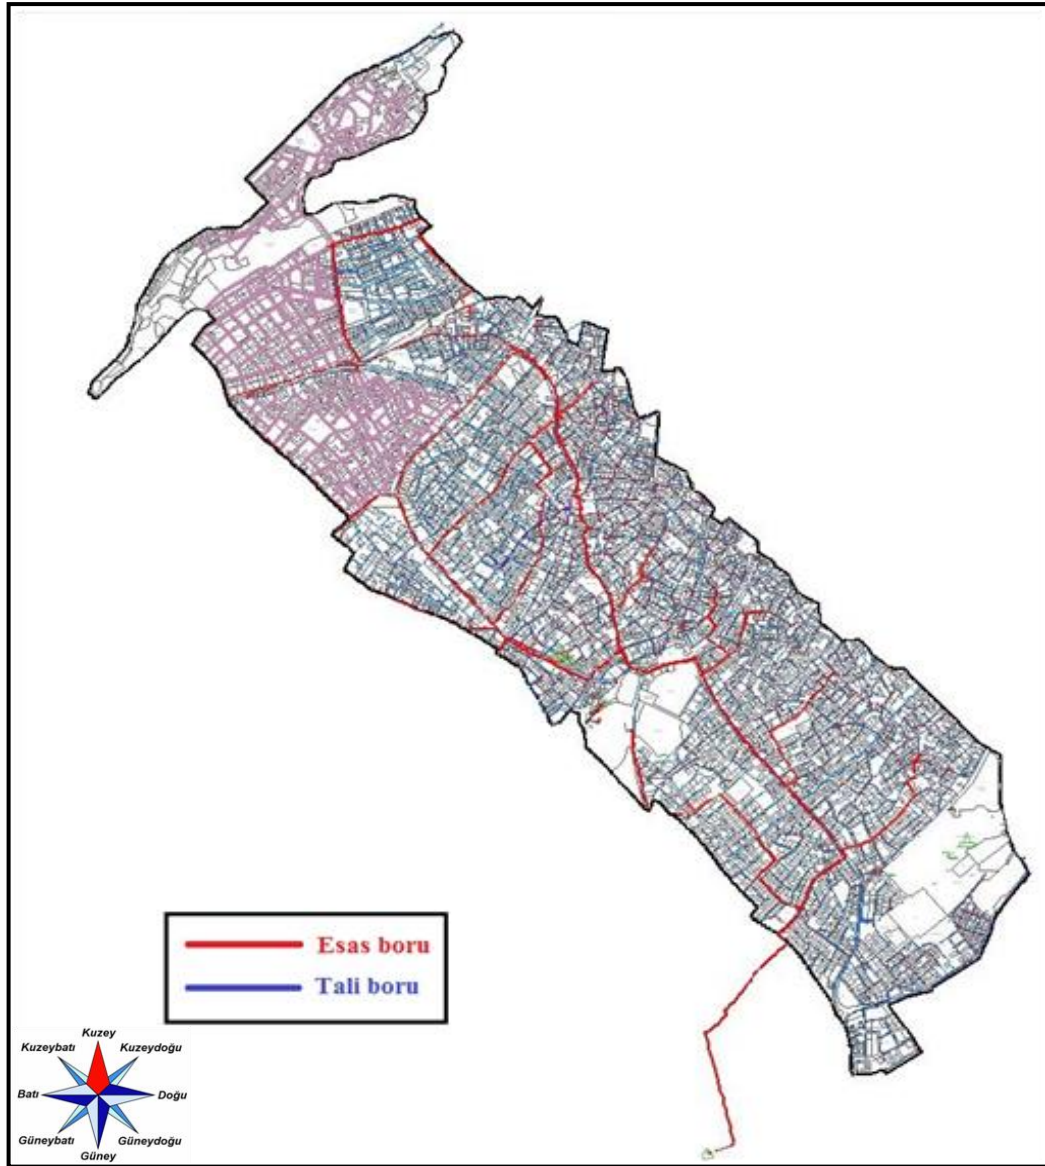 Esas boru
Tali boru
Kuzey
Kuzeybatı
Kuzeydoğu
Batı
Doğu
Güneybatı
Güneydoğu
Güney